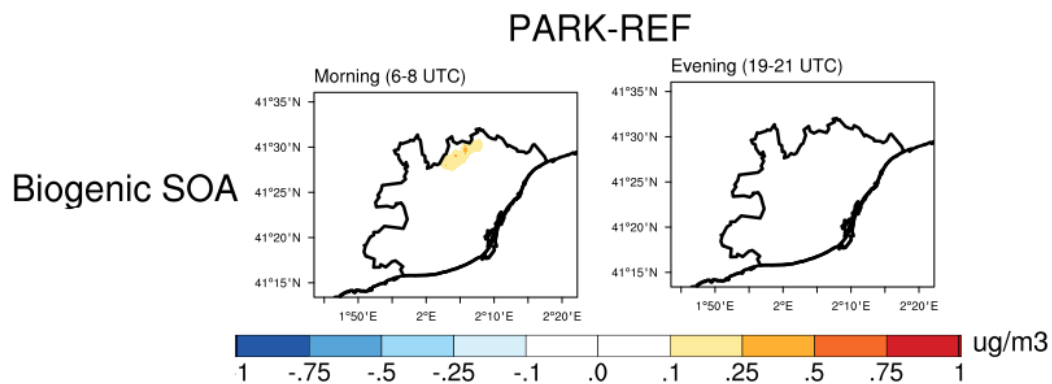 PARK-REF
Morning (6-8 UTC)
Evening (19-21 UTC)
Biogenic SOA
41°35'N
41°30'N
41°25'N
41°20'N
41°15'N
1°50'E 2°E 2°10'E 2°20'E
41°35'N
41°30'N
41°25'N
41°20'N
41°15'N
1°50'E 2°E 2°10'E 2°20'E
1 -.75 -.5 -.25 -.1 .0 .1 .25 .5 .75 1 ug/m3